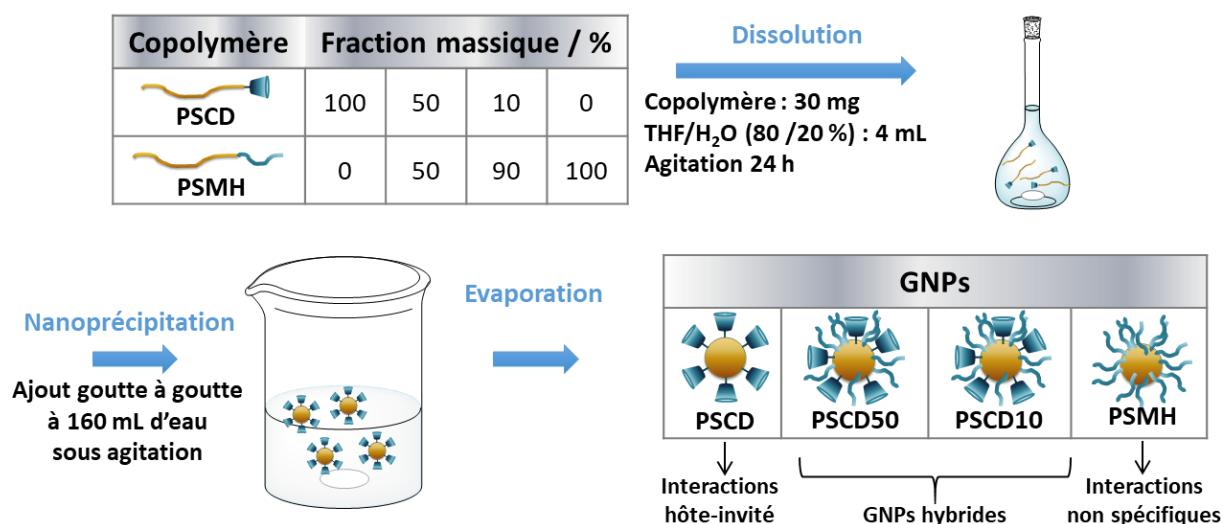 Copolymère Fraction massique / %
PSCD 100 50 10 0
PSMH 0 50 90 100
Dissolution
Copolymère : 30 mg
THF/H₂O (80 /20 %) : 4 mL
Agitation 24 h
Nanoprécipitation
Ajout goutte à goutte
à 160 mL d’eau
sous agitation
Evaporation
GNPs
PSCD PSCD50 PSCD10 PSMH
Interactions
hôte-invité
GNPs hybrides
Interactions
non spécifiques